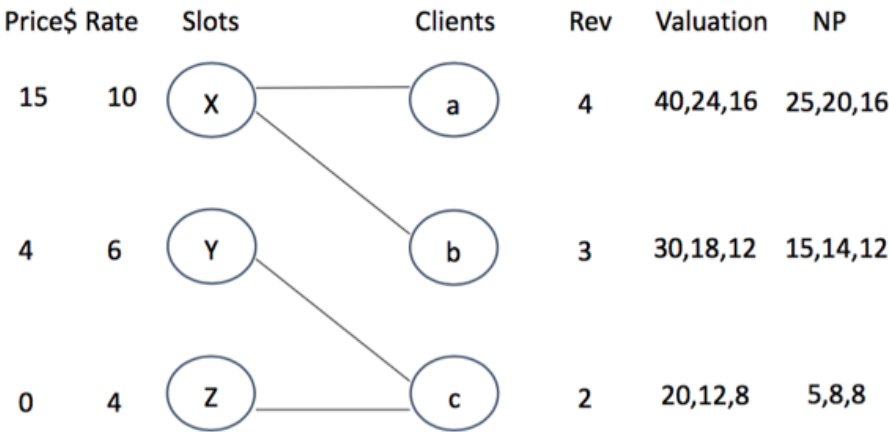 Price$ Rate Slots Clients Rev Valuation NP
15 10 X a 4 40,24,16 25,20,16
4 6 Y b 3 30,18,12 15,14,12
0 4 Z c 2 20,12,8 5,8,8